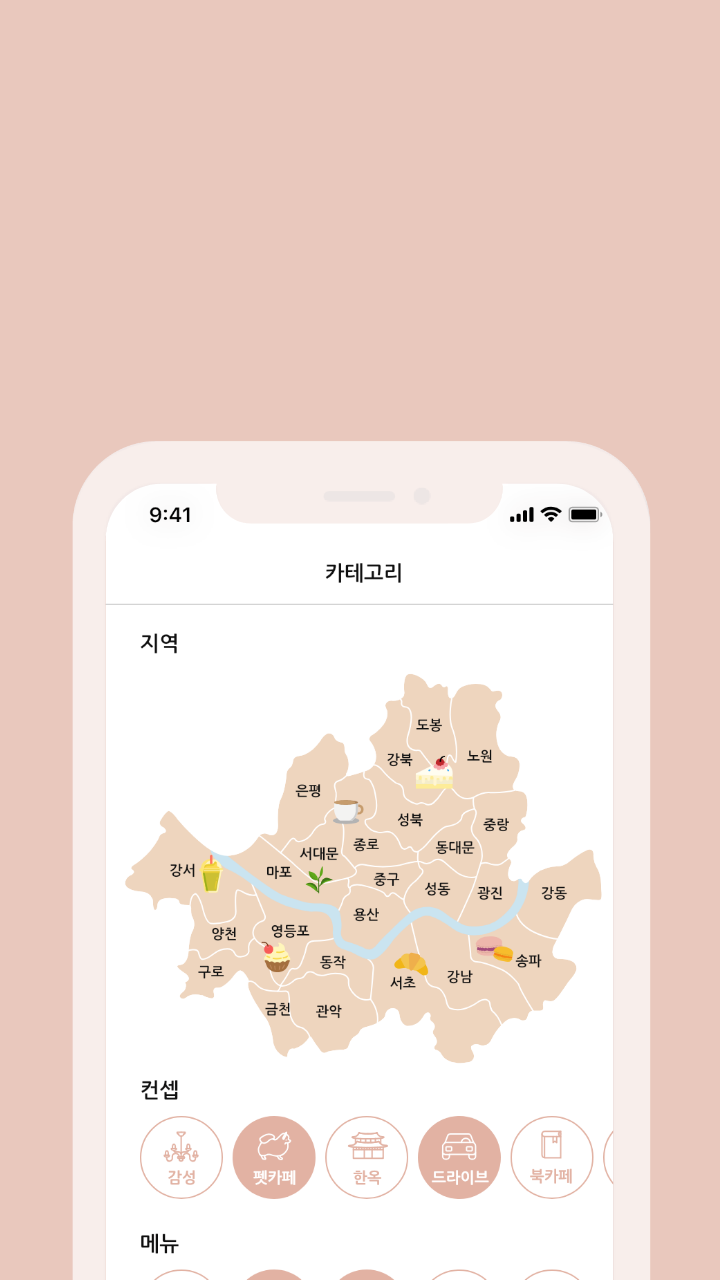 9:41
카테고리
지역
도봉
강북
노원
은평
성북
중랑
종로
동대문
서대문
강서
마포
중구
성동
광진
강동
용산
양천
영등포
동작
송파
구로
서초
강남
금천
관악
컨셉
감성
펫카페
한옥
드라이브
북카페
메뉴